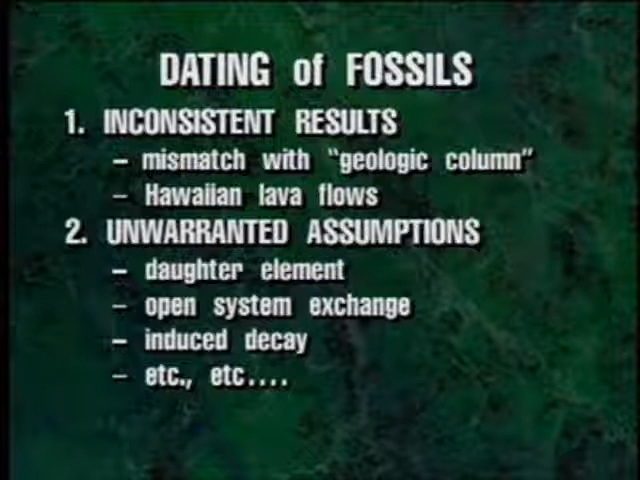 DATING of FOSSILS
1. INCONSISTENT RESULTS
– mismatch with "geologic column"
– Hawaiian lava flows
2. UNWARRANTED ASSUMPTIONS
– daughter element
– open system exchange
– induced decay
– etc., etc....